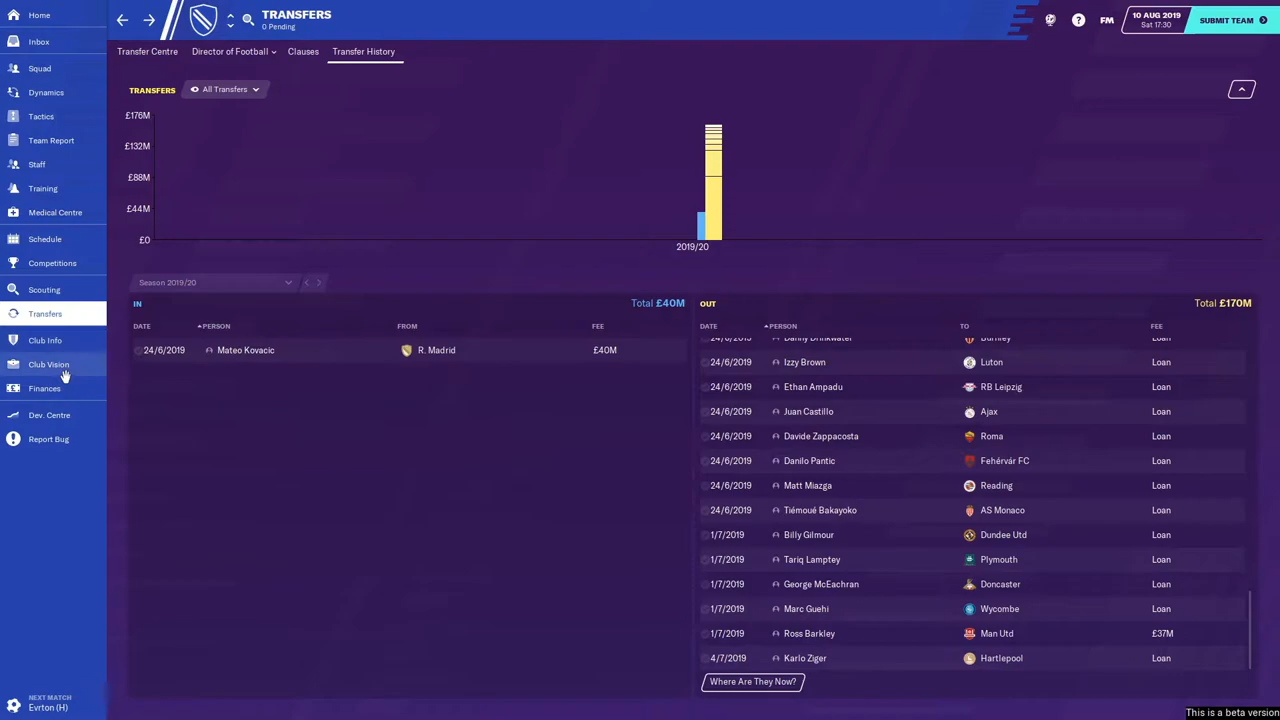 Home
Inbox
Squad
Dynamics
Tactics
Team Report
Staff
Training
Medical Centre
Schedule
Competitions
Scouting
Transfers
Club Info
Club Vision
Finances
Dev. Centre
Report Bug
NEXT MATCH
Evrton (H)
TRANSFERS
0 Pending
?
FM
10 AUG 2019
Sat 17:30
SUBMIT TEAM
Transfer Centre
Director of Football
Clauses
Transfer History
TRANSFERS
All Transfers
£176M
£132M
£88M
£44M
£0
2019/20
Season 2019/20
IN
Total £40M
DATE PERSON FROM FEE
24/6/2019 Mateo Kovacic R. Madrid £40M
OUT
Total £170M
DATE PERSON TO FEE
Danny Drinkwater Burnley Loan
24/6/2019 Izzy Brown Luton Loan
24/6/2019 Ethan Ampadu RB Leipzig Loan
24/6/2019 Juan Castillo Ajax Loan
24/6/2019 Davide Zappacosta Roma Loan
24/6/2019 Danilo Pantic Fehérvár FC Loan
24/6/2019 Matt Miazga Reading Loan
24/6/2019 Tiémoué Bakayoko AS Monaco Loan
1/7/2019 Billy Gilmour Dundee Utd Loan
1/7/2019 Tariq Lamptey Plymouth Loan
1/7/2019 George McEachran Doncaster Loan
1/7/2019 Marc Guehi Wycombe Loan
1/7/2019 Ross Barkley Man Utd £37M
4/7/2019 Karlo Ziger Hartlepool Loan
Where Are They Now?
This is a beta version